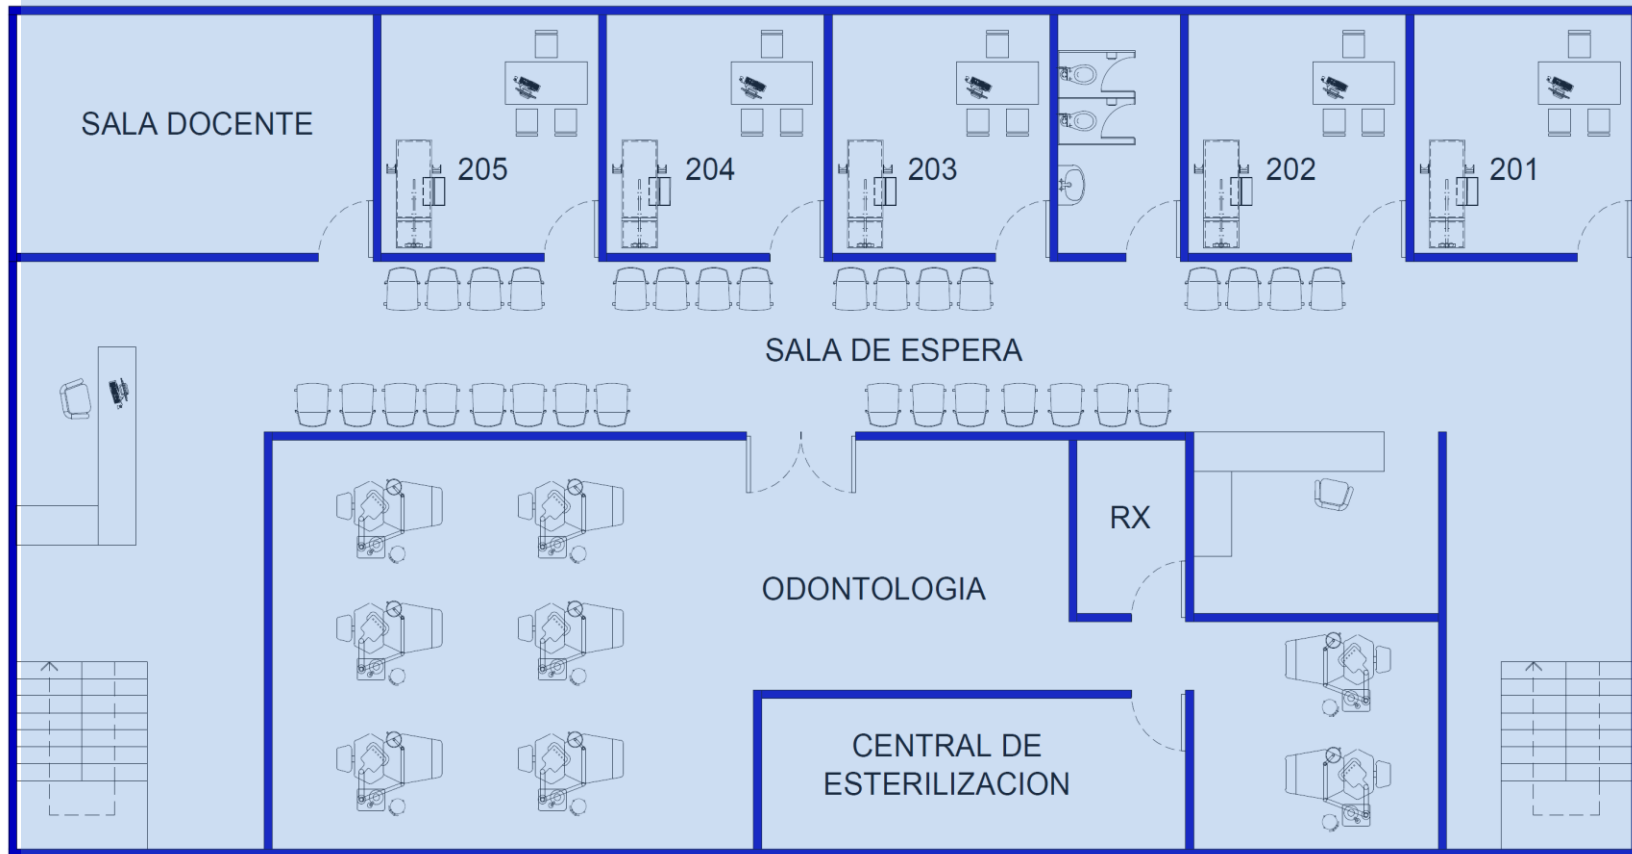 SALA DOCENTE
205
204
203
202
201
SALA DE ESPERA
RX
ODONTOLOGIA
CENTRAL DE
ESTERILIZACION